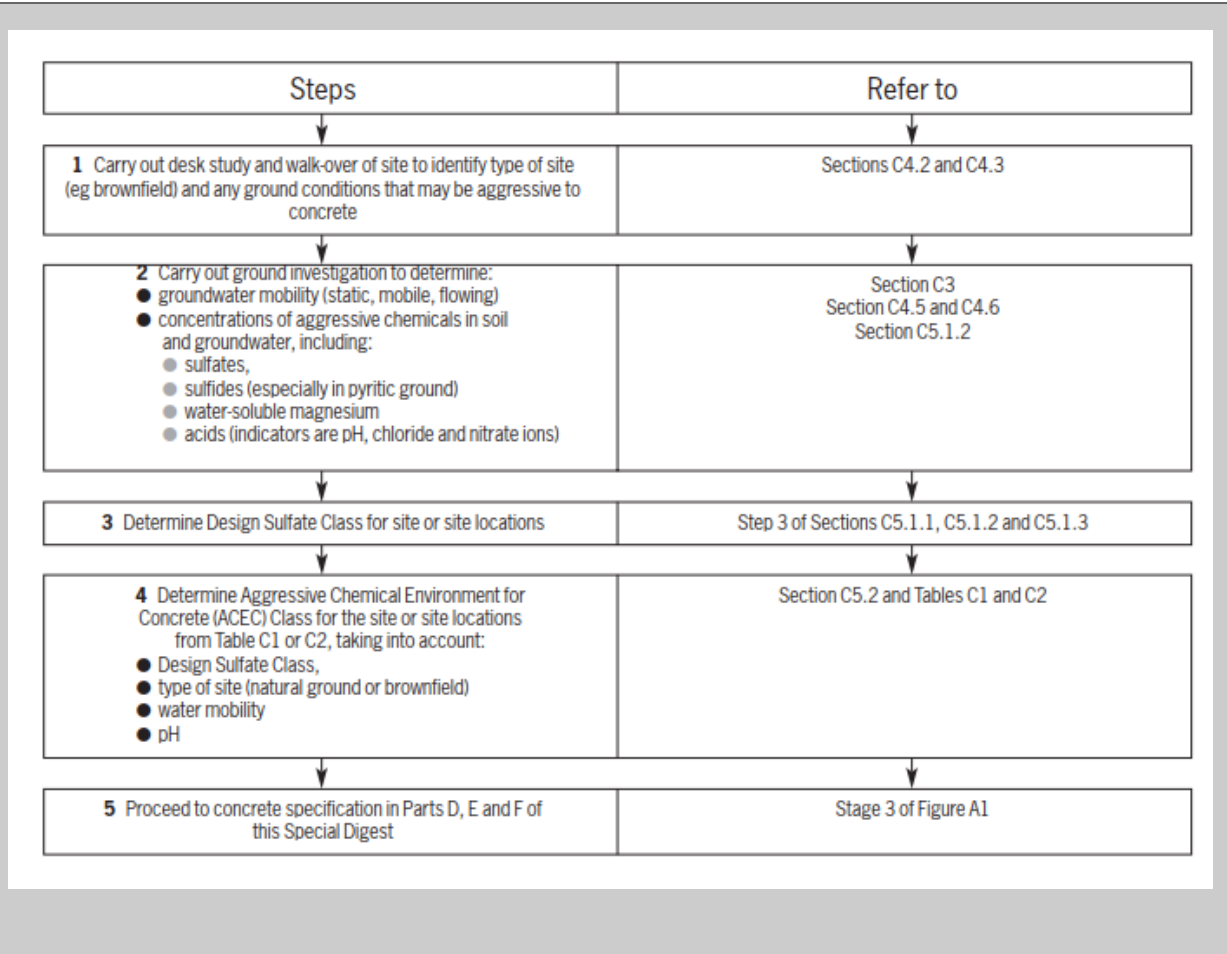 Steps
Refer to
1 Carry out desk study and walk-over of site to identify type of site
(eg brownfield) and any ground conditions that may be aggressive to
concrete
Sections C4.2 and C4.3
2 Carry out ground investigation to determine:
● groundwater mobility (static, mobile, flowing)
● concentrations of aggressive chemicals in soil
and groundwater, including:
● sulfates,
● sulfides (especially in pyritic ground)
● water-soluble magnesium
● acids (indicators are pH, chloride and nitrate ions)
Section C3
Section C4.5 and C4.6
Section C5.1.2
3 Determine Design Sulfate Class for site or site locations
Step 3 of Sections C5.1.1, C5.1.2 and C5.1.3
4 Determine Aggressive Chemical Environment for
Concrete (ACEC) Class for the site or site locations
from Table C1 or C2, taking into account:
● Design Sulfate Class,
● type of site (natural ground or brownfield)
● water mobility
● pH
Section C5.2 and Tables C1 and C2
5 Proceed to concrete specification in Parts D, E and F of
this Special Digest
Stage 3 of Figure A1